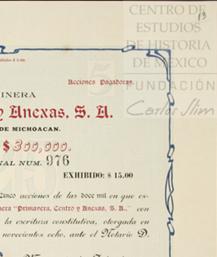 CENTRO DE
ESTUDIOS
DE HISTORIA
DE MÉXICO
FUNDACIÓN
Carlos Slim
13
Acciones Pagadoras.
INERA
y Anexas, S. A.
DE MICHOACAN.
$ 300,000.
AL NUM. 976
EXHIBIDO: $ 15.00
cinco acciones de las doce mil en que es-
nera "Primavera, Centro y Anexas, S. A." con
la escritura constitutiva, otorgada en
novecientos ocho, ante el Notario D.